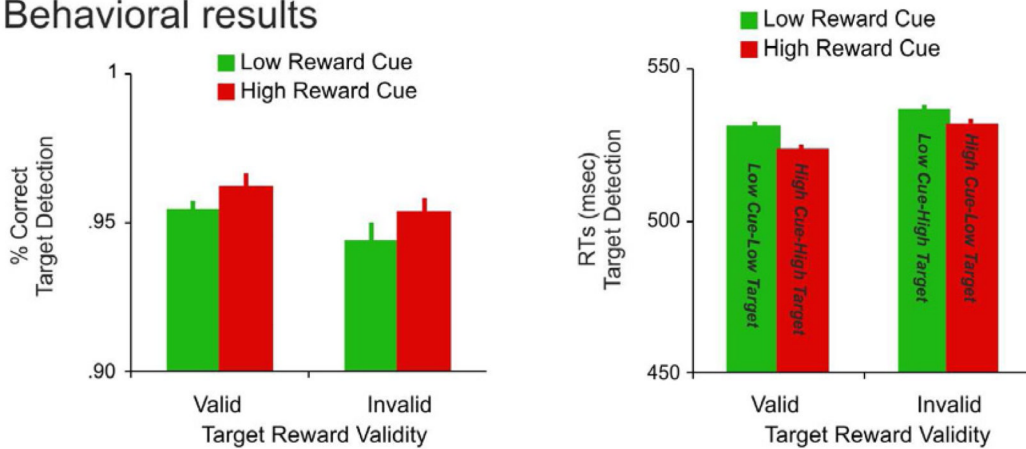 Behavioral results
Low Reward Cue
High Reward Cue
% Correct
Target Detection
1
.95
.90
Valid
Invalid
Target Reward Validity
Low Reward Cue
High Reward Cue
RTs (msec)
Target Detection
550
500
450
Low Cue-Low Target
High Cue-High Target
Low Cue-High Target
High Cue-Low Target
Valid
Invalid
Target Reward Validity